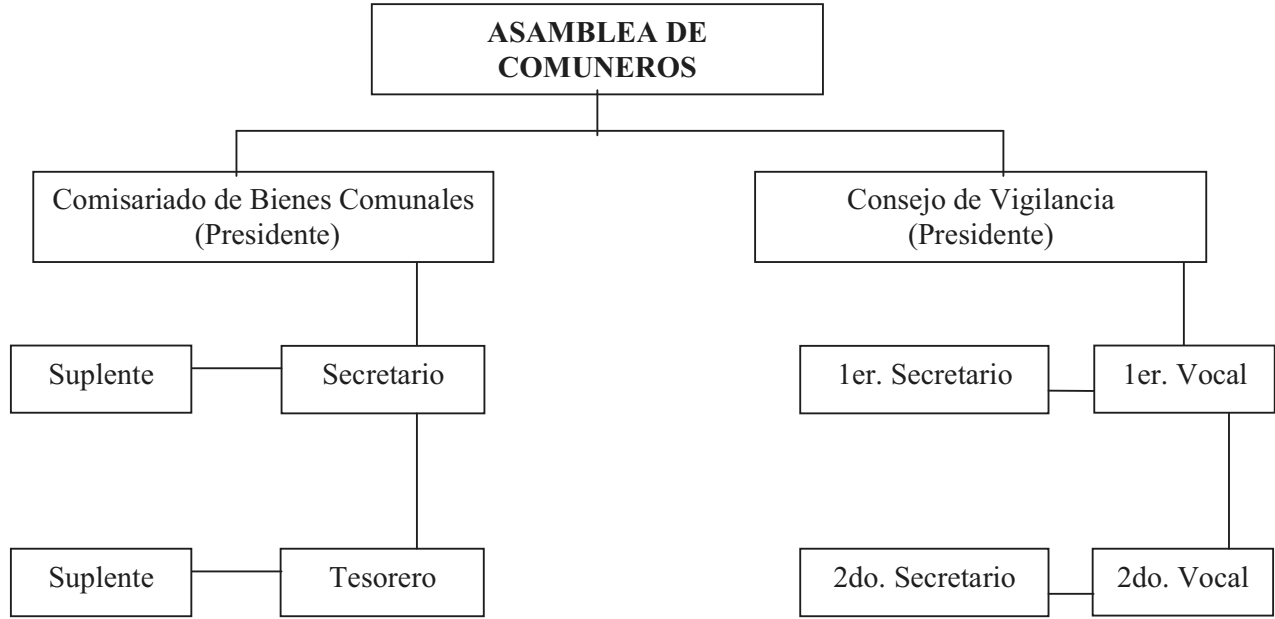 ASAMBLEA DE
COMUNEROS
Comisariado de Bienes Comunales
(Presidente)
Consejo de Vigilancia
(Presidente)
Suplente
Secretario
1er. Secretario
1er. Vocal
Suplente
Tesorero
2do. Secretario
2do. Vocal